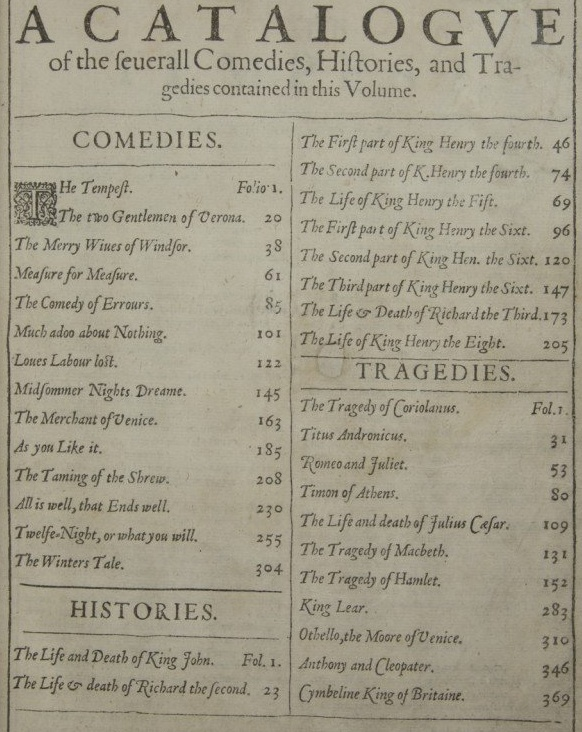 A CATALOGVE
of the ſeuerall Comedies, Hiſtories, and Tra-
gedies contained in this Volume.
COMEDIES.
THe Tempeſt. Folio 1.
The two Gentlemen of Verona. 20
The Merry Wiues of Windſor. 38
Meaſure for Meaſure. 61
The Comedy of Errours. 85
Much adoo about Nothing. 101
Loues Labour loſt. 122
Midſommer Nights Dreame. 145
The Merchant of Venice. 163
As you Like it. 185
The Taming of the Shrew. 208
All is well, that Ends well. 230
Twelfe-Night, or what you will. 255
The Winters Tale. 304
HISTORIES.
The Life and Death of King John. Fol. 1.
The Life & death of Richard the ſecond. 23
The Firſt part of King Henry the fourth. 46
The Second part of K. Henry the fourth. 74
The Life of King Henry the Fift. 69
The Firſt part of King Henry the Sixt. 96
The Second part of King Hen. the Sixt. 120
The Third part of King Henry the Sixt. 147
The Life & Death of Richard the Third. 173
The Life of King Henry the Eight. 205
TRAGEDIES.
The Tragedy of Coriolanus. Fol. 1.
Titus Andronicus. 31
Romeo and Juliet. 53
Timon of Athens. 80
The Life and death of Julius Cæſar. 109
The Tragedy of Macbeth. 131
The Tragedy of Hamlet. 152
King Lear. 283
Othello, the Moore of Venice. 310
Anthony and Cleopater. 346
Cymbeline King of Britaine. 369